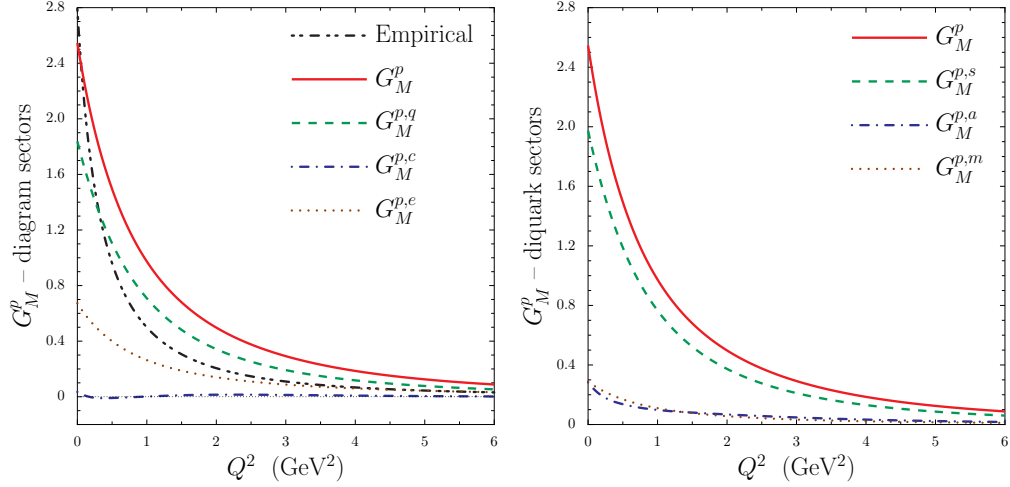 G_M^p – diagram sectors
2.8
2.4
2.0
1.6
1.2
0.8
0.4
0
Empirical
G_M^p
G_M^{p,q}
G_M^{p,c}
G_M^{p,e}
0 1 2 3 4 5 6
Q^2 (GeV^2)
G_M^p – diquark sectors
2.8
2.4
2.0
1.6
1.2
0.8
0.4
0
G_M^p
G_M^{p,s}
G_M^{p,a}
G_M^{p,m}
0 1 2 3 4 5 6
Q^2 (GeV^2)